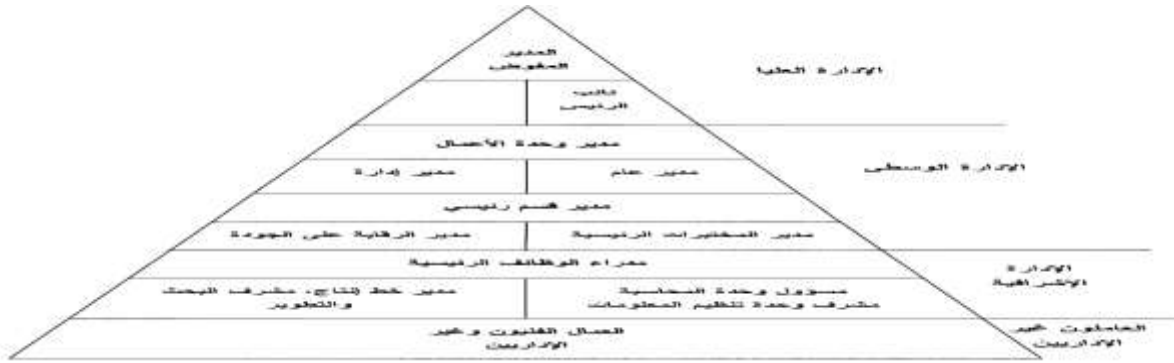 المدير
المفوض
الإدارة العليا
نائب
الرئيس
مدير وحدة الأعمال
الإدارة الوسطى
مدير عام
مدير إدارة
مدير قسم رئيسي
مدير المختبرات الرئيسية
مدير الرقابة على الجودة
مدراء الوظائف الرئيسية
الإدارة
الإشرافية
مسؤول وحدة المحاسبة
مشرف وحدة تنظيم المعلومات
مدير خط إنتاج، مشرف البحث
والتطوير
العمال الفنيون وغير
الإداريين
العاملون غير
الإداريين